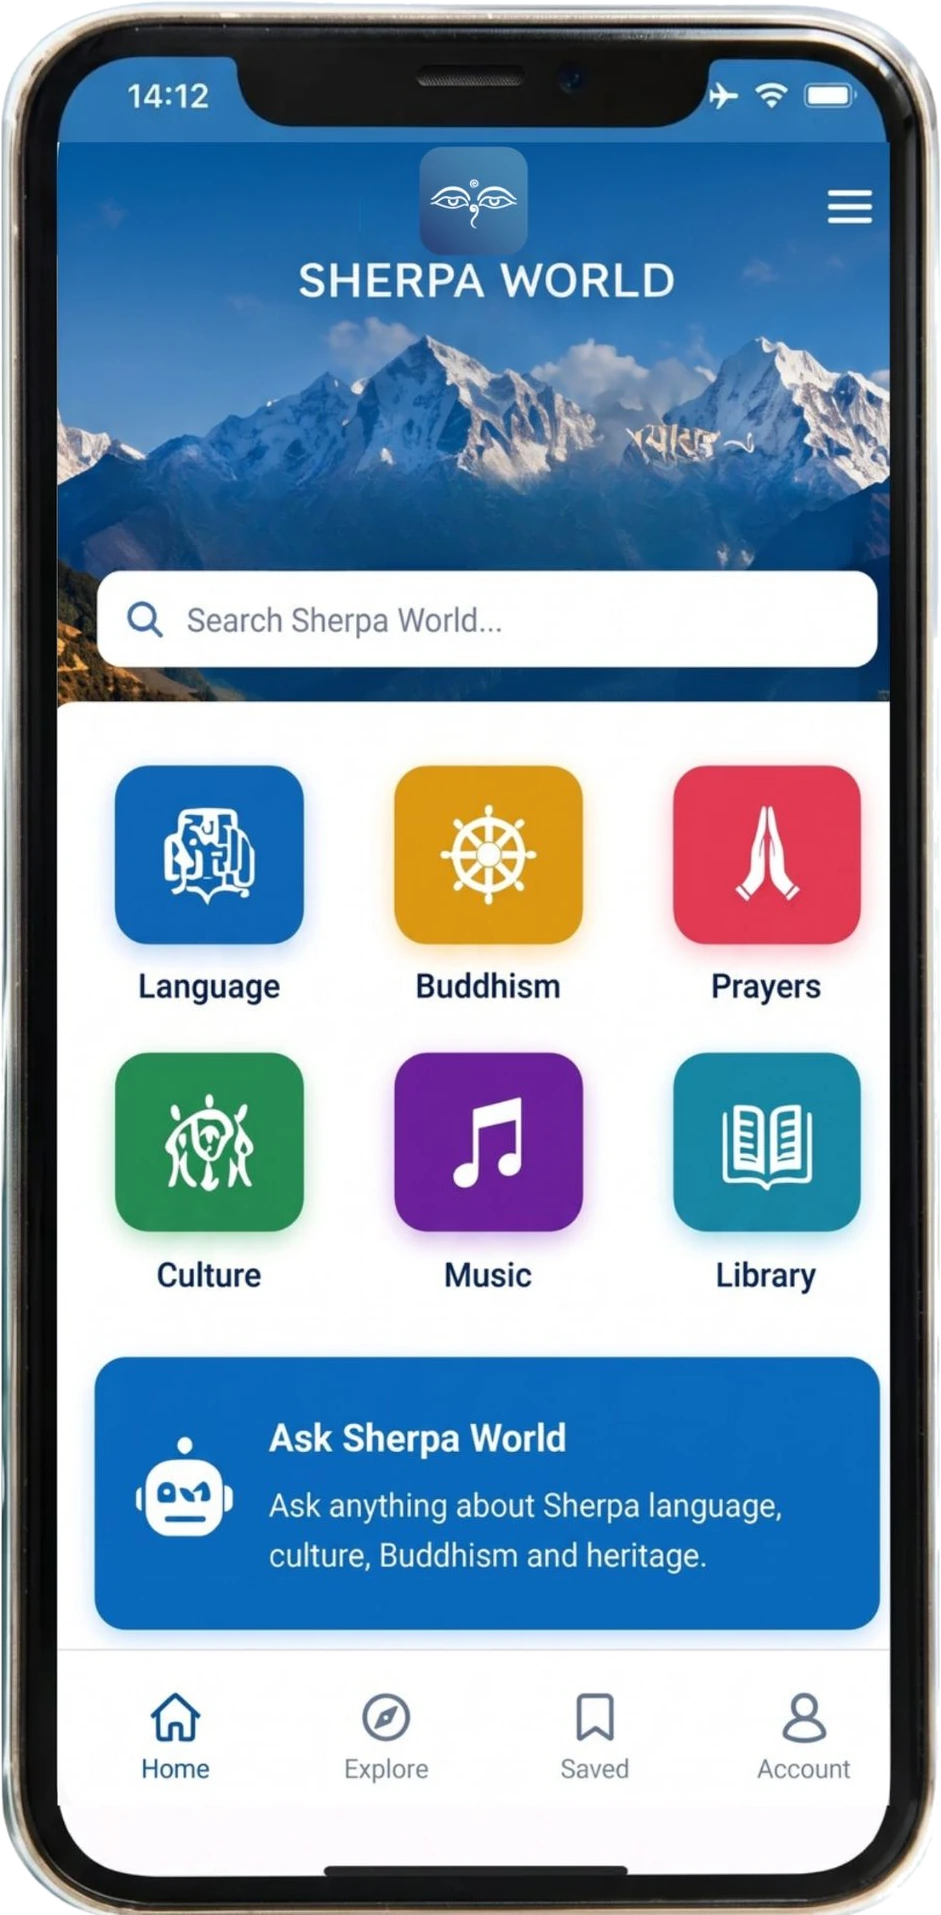 14:12
SHERPA WORLD
Search Sherpa World...
Language
Buddhism
Prayers
Culture
Music
Library
Ask Sherpa World
Ask anything about Sherpa language,
culture, Buddhism and heritage.
Home
Explore
Saved
Account